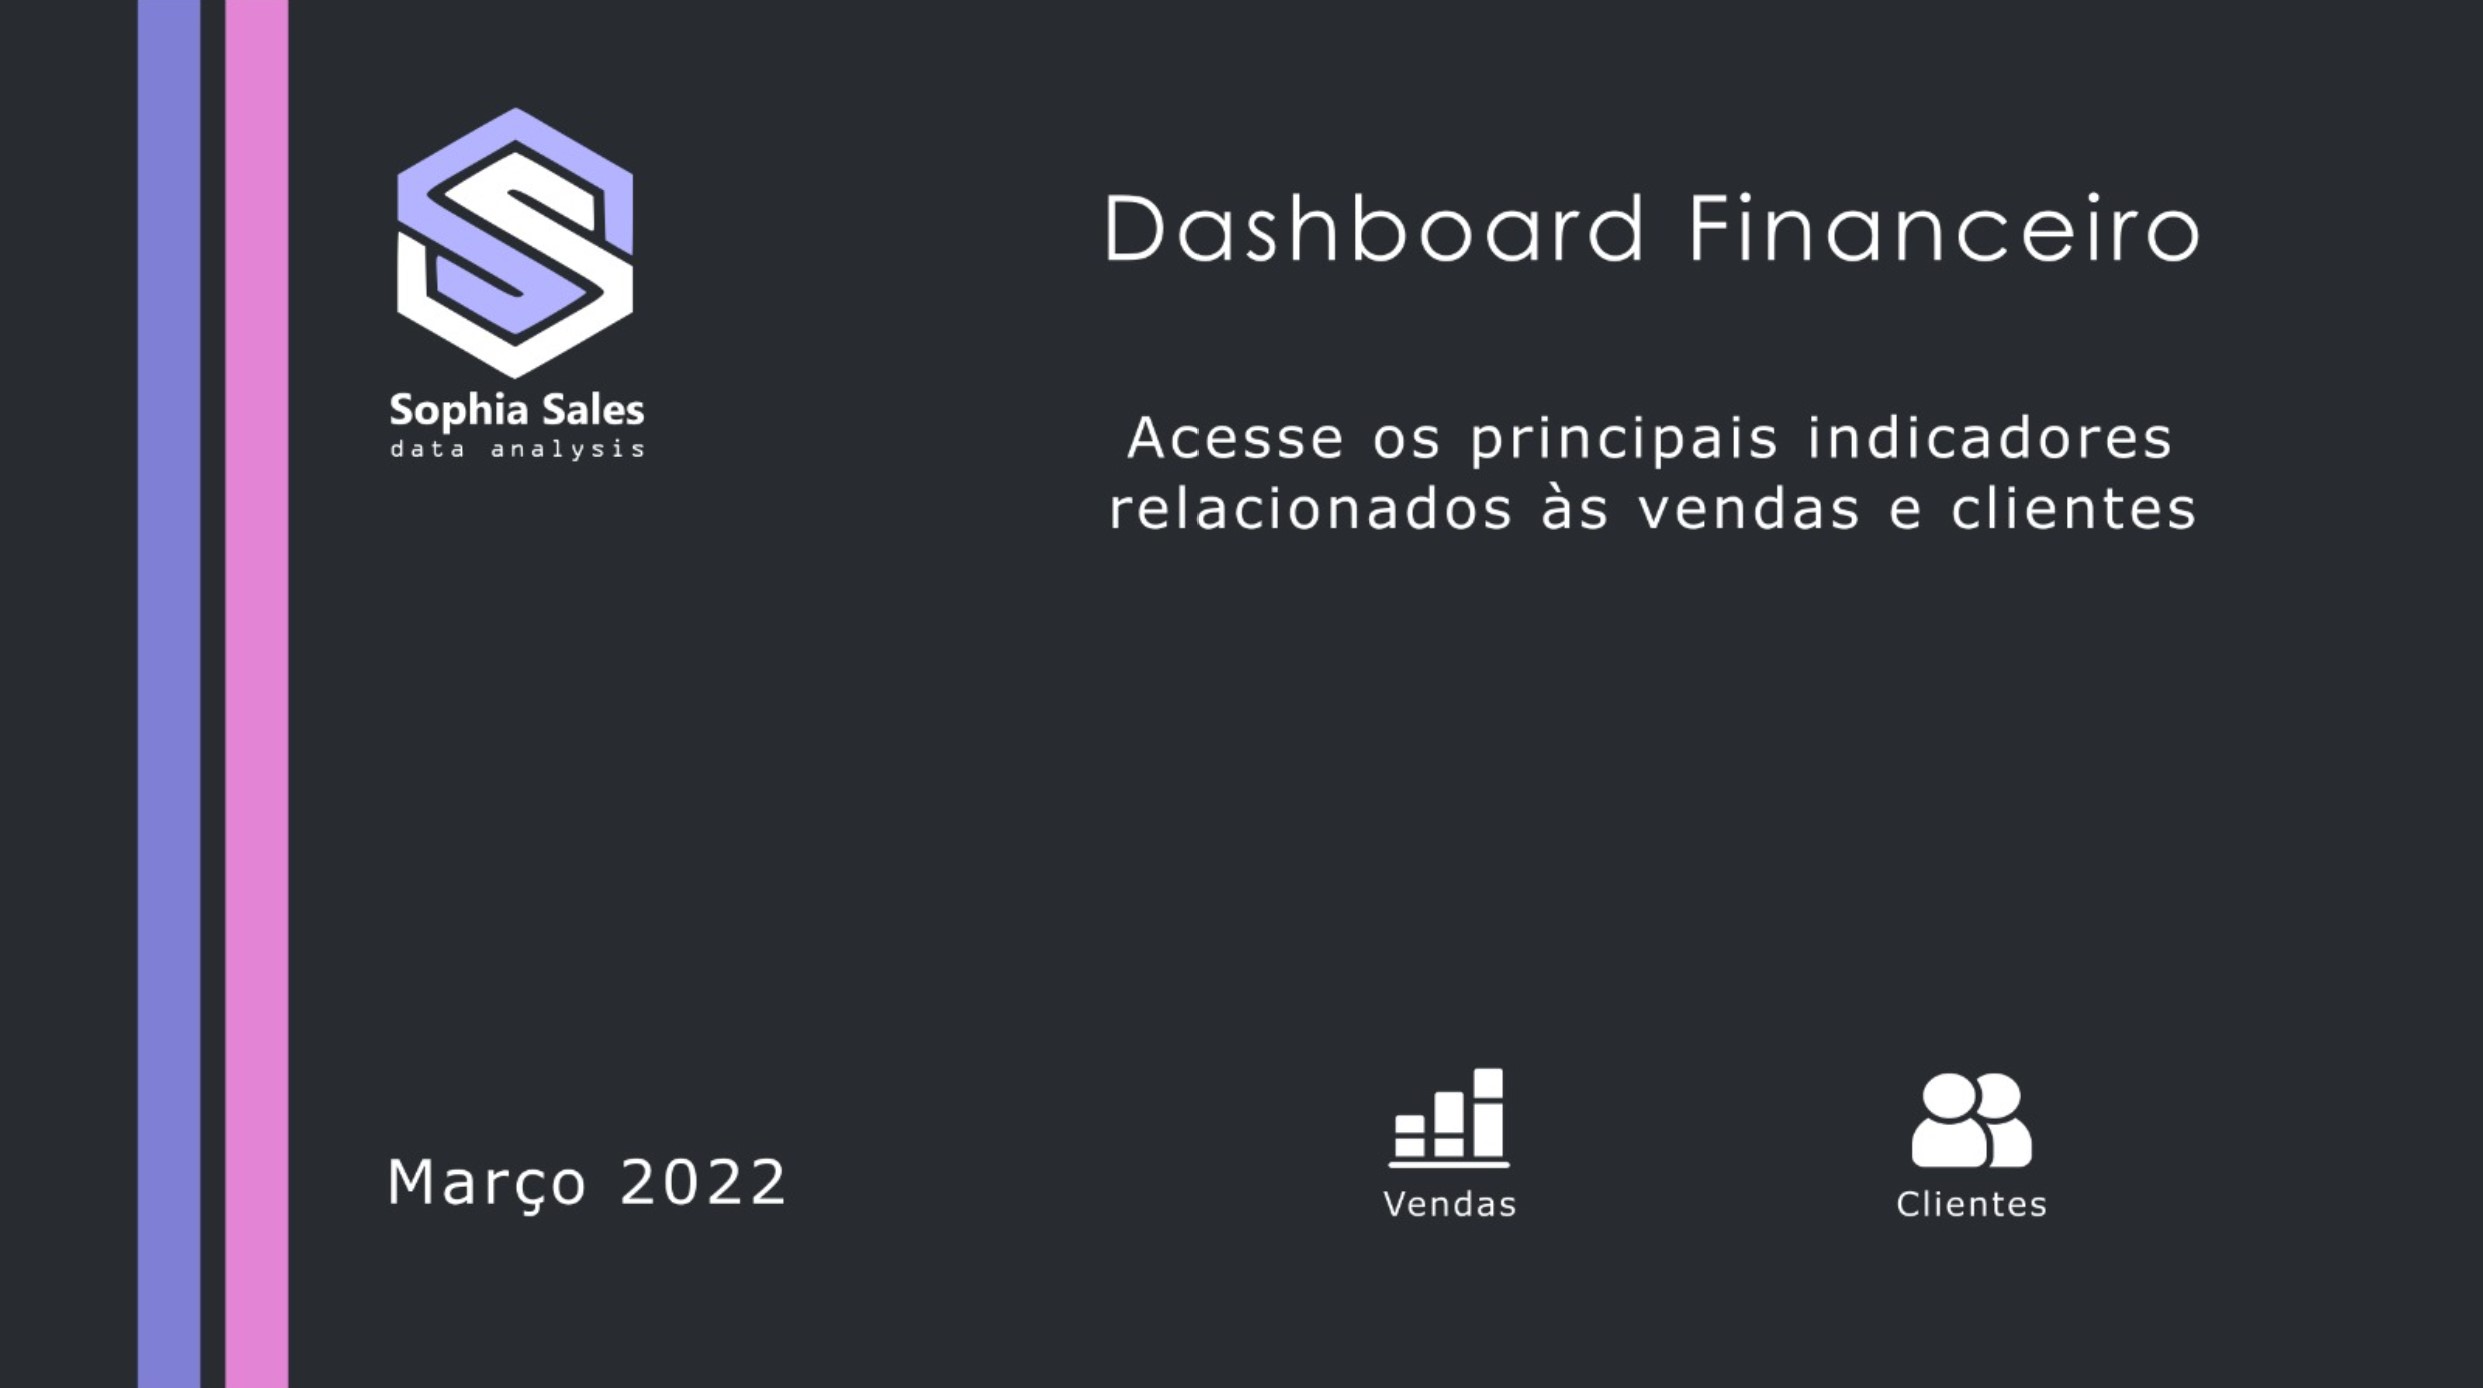 Sophia Sales
data analysis
Dashboard Financeiro
Acesse os principais indicadores
relacionados às vendas e clientes
Março 2022
Vendas
Clientes